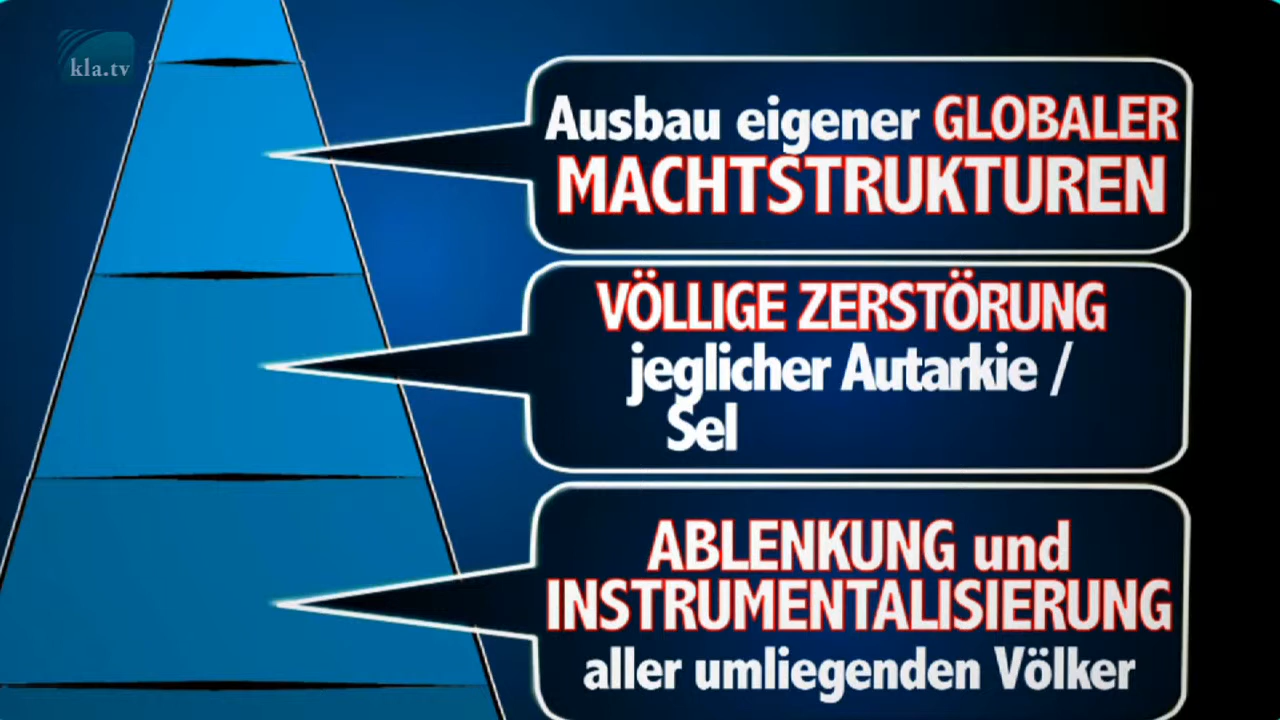 kla.tv
Ausbau eigener GLOBALER
MACHTSTRUKTUREN
VÖLLIGE ZERSTÖRUNG
jeglicher Autarkie /
Sel
ABLENKUNG und
INSTRUMENTALISIERUNG
aller umliegenden Völker